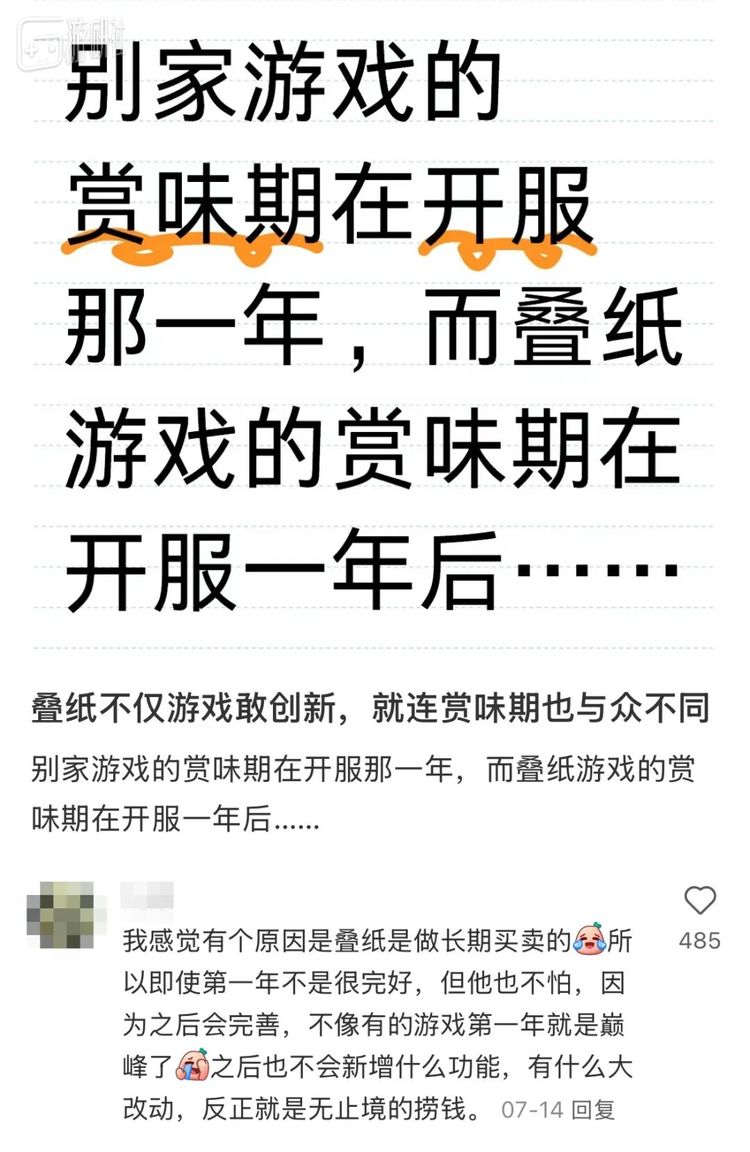 游戏社
别家游戏的
赏味期在开服
那一年，而叠纸
游戏的赏味期在
开服一年后……
叠纸不仅游戏敢创新，就连赏味期也与众不同
别家游戏的赏味期在开服那一年，而叠纸游戏的赏
味期在开服一年后......
我感觉有个原因是叠纸是做长期买卖的所
以即使第一年不是很完好，但他也不怕，因
为之后会完善，不像有的游戏第一年就是巅
峰了之后也不会新增什么功能，有什么大
改动，反正就是无止境的捞钱。 07-14 回复
485